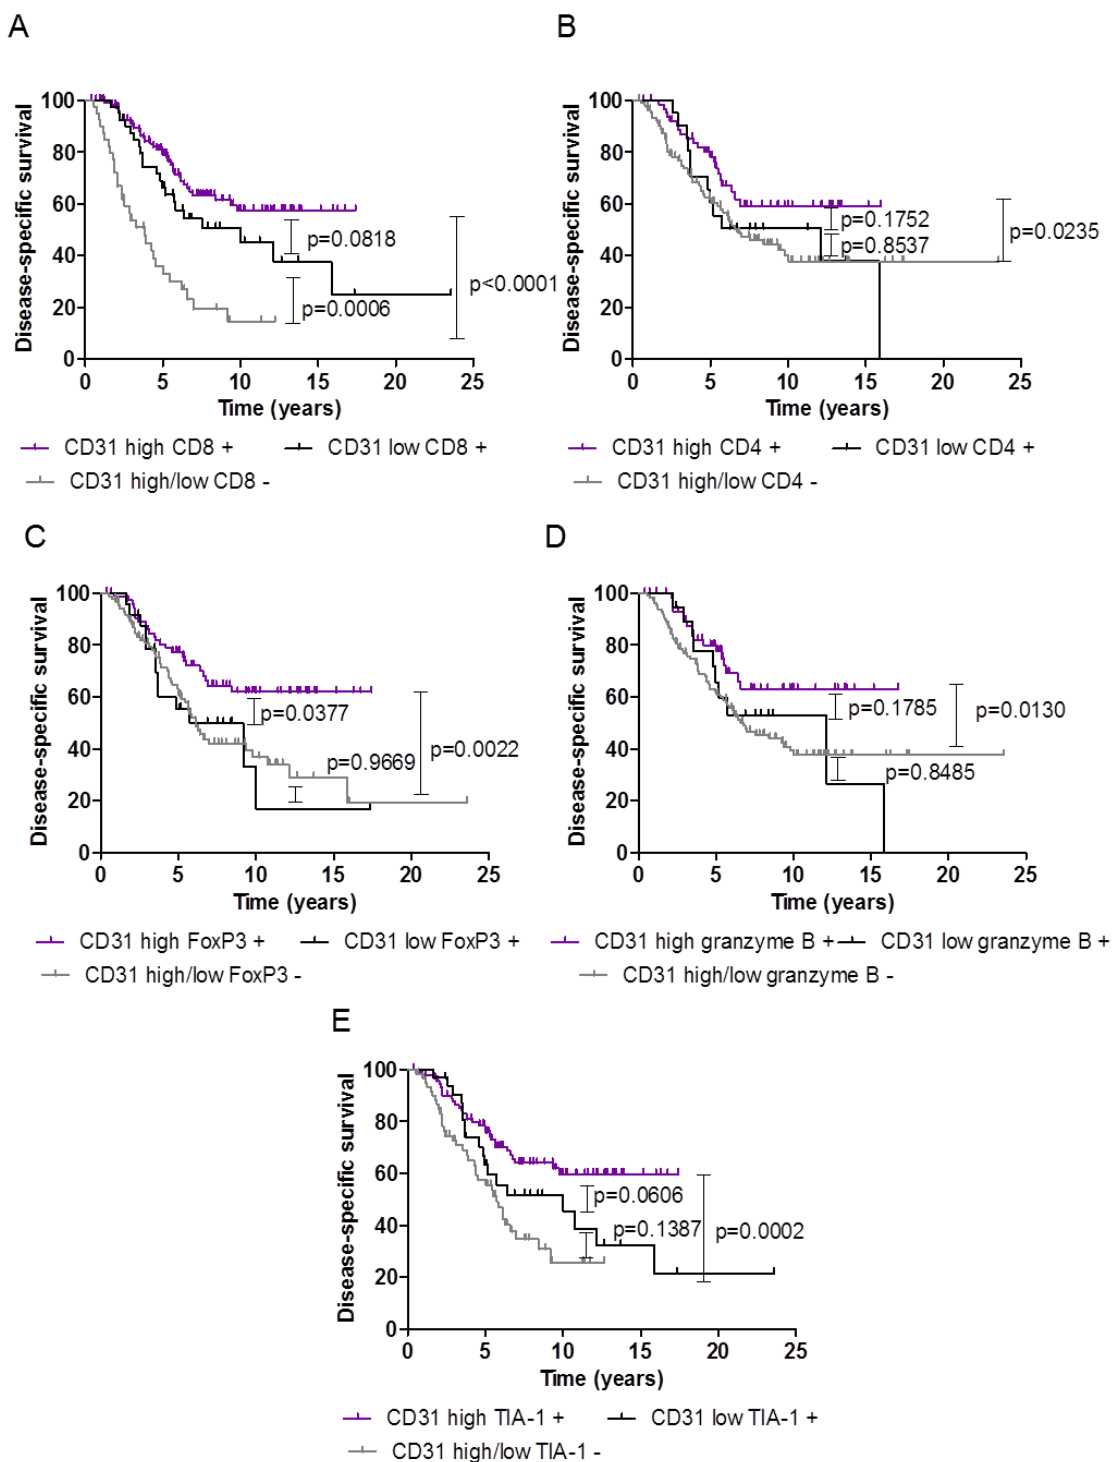 A
B
Disease-specific survival
100
80
60
40
20
0
p=0.0818
p=0.0006
p<0.0001
0 5 10 15 20 25
Time (years)
CD31 high CD8 +
CD31 low CD8 +
CD31 high/low CD8 -
Disease-specific survival
100
80
60
40
20
0
p=0.1752
p=0.8537
p=0.0235
0 5 10 15 20 25
Time (years)
CD31 high CD4 +
CD31 low CD4 +
CD31 high/low CD4 -
C
D
Disease-specific survival
100
80
60
40
20
0
p=0.0377
p=0.9669
p=0.0022
0 5 10 15 20 25
Time (years)
CD31 high FoxP3 +
CD31 low FoxP3 +
CD31 high/low FoxP3 -
Disease-specific survival
100
80
60
40
20
0
p=0.1785
p=0.0130
p=0.8485
0 5 10 15 20 25
Time (years)
CD31 high granzyme B +
CD31 low granzyme B +
CD31 high/low granzyme B -
E
Disease-specific survival
100
80
60
40
20
0
p=0.0606
p=0.1387
p=0.0002
0 5 10 15 20 25
Time (years)
CD31 high TIA-1 +
CD31 low TIA-1 +
CD31 high/low TIA-1 -